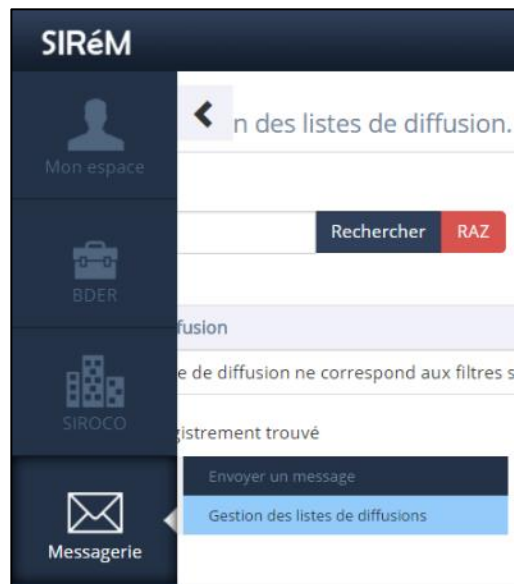 SIRéM
Mon espace
n des listes de diffusion.
Rechercher RAZ
BDER
fusion
e de diffusion ne correspond aux filtres s
SIROCO
istrement trouvé
Envoyer un message
Gestion des listes de diffusions
Messagerie